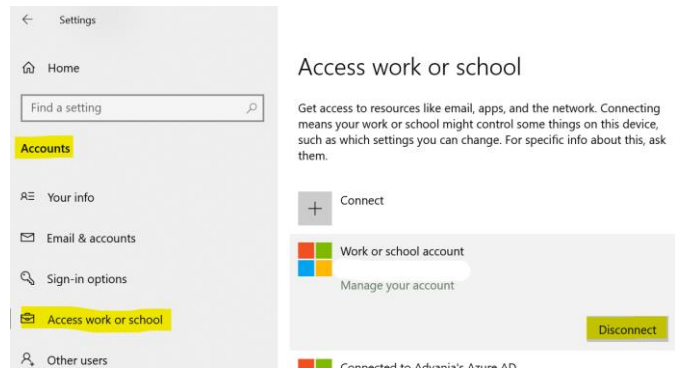 Settings
Home
Find a setting
Accounts
Your info
Email & accounts
Sign-in options
Access work or school
Other users
Access work or school
Get access to resources like email, apps, and the network. Connecting
means your work or school might control some things on this device,
such as which settings you can change. For specific info about this, ask
them.
Connect
Work or school account
Manage your account
Disconnect
Connected to Advania's Azure AD